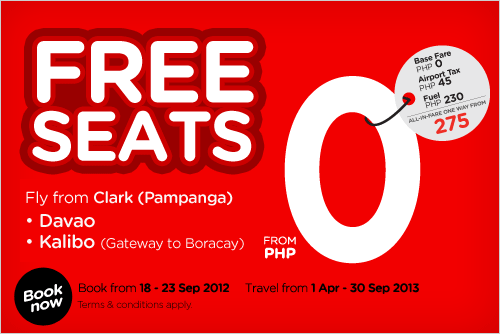 FREE
SEATS
Fly from Clark (Pampanga)
• Davao
• Kalibo (Gateway to Boracay)
FROM
PHP
0
Base Fare
PHP 0
Airport Tax
PHP 45
Fuel
PHP 230
ALL-IN-FARE ONE WAY FROM
275
Book
now
Book from 18 - 23 Sep 2012 Travel from 1 Apr - 30 Sep 2013
Terms & conditions apply.